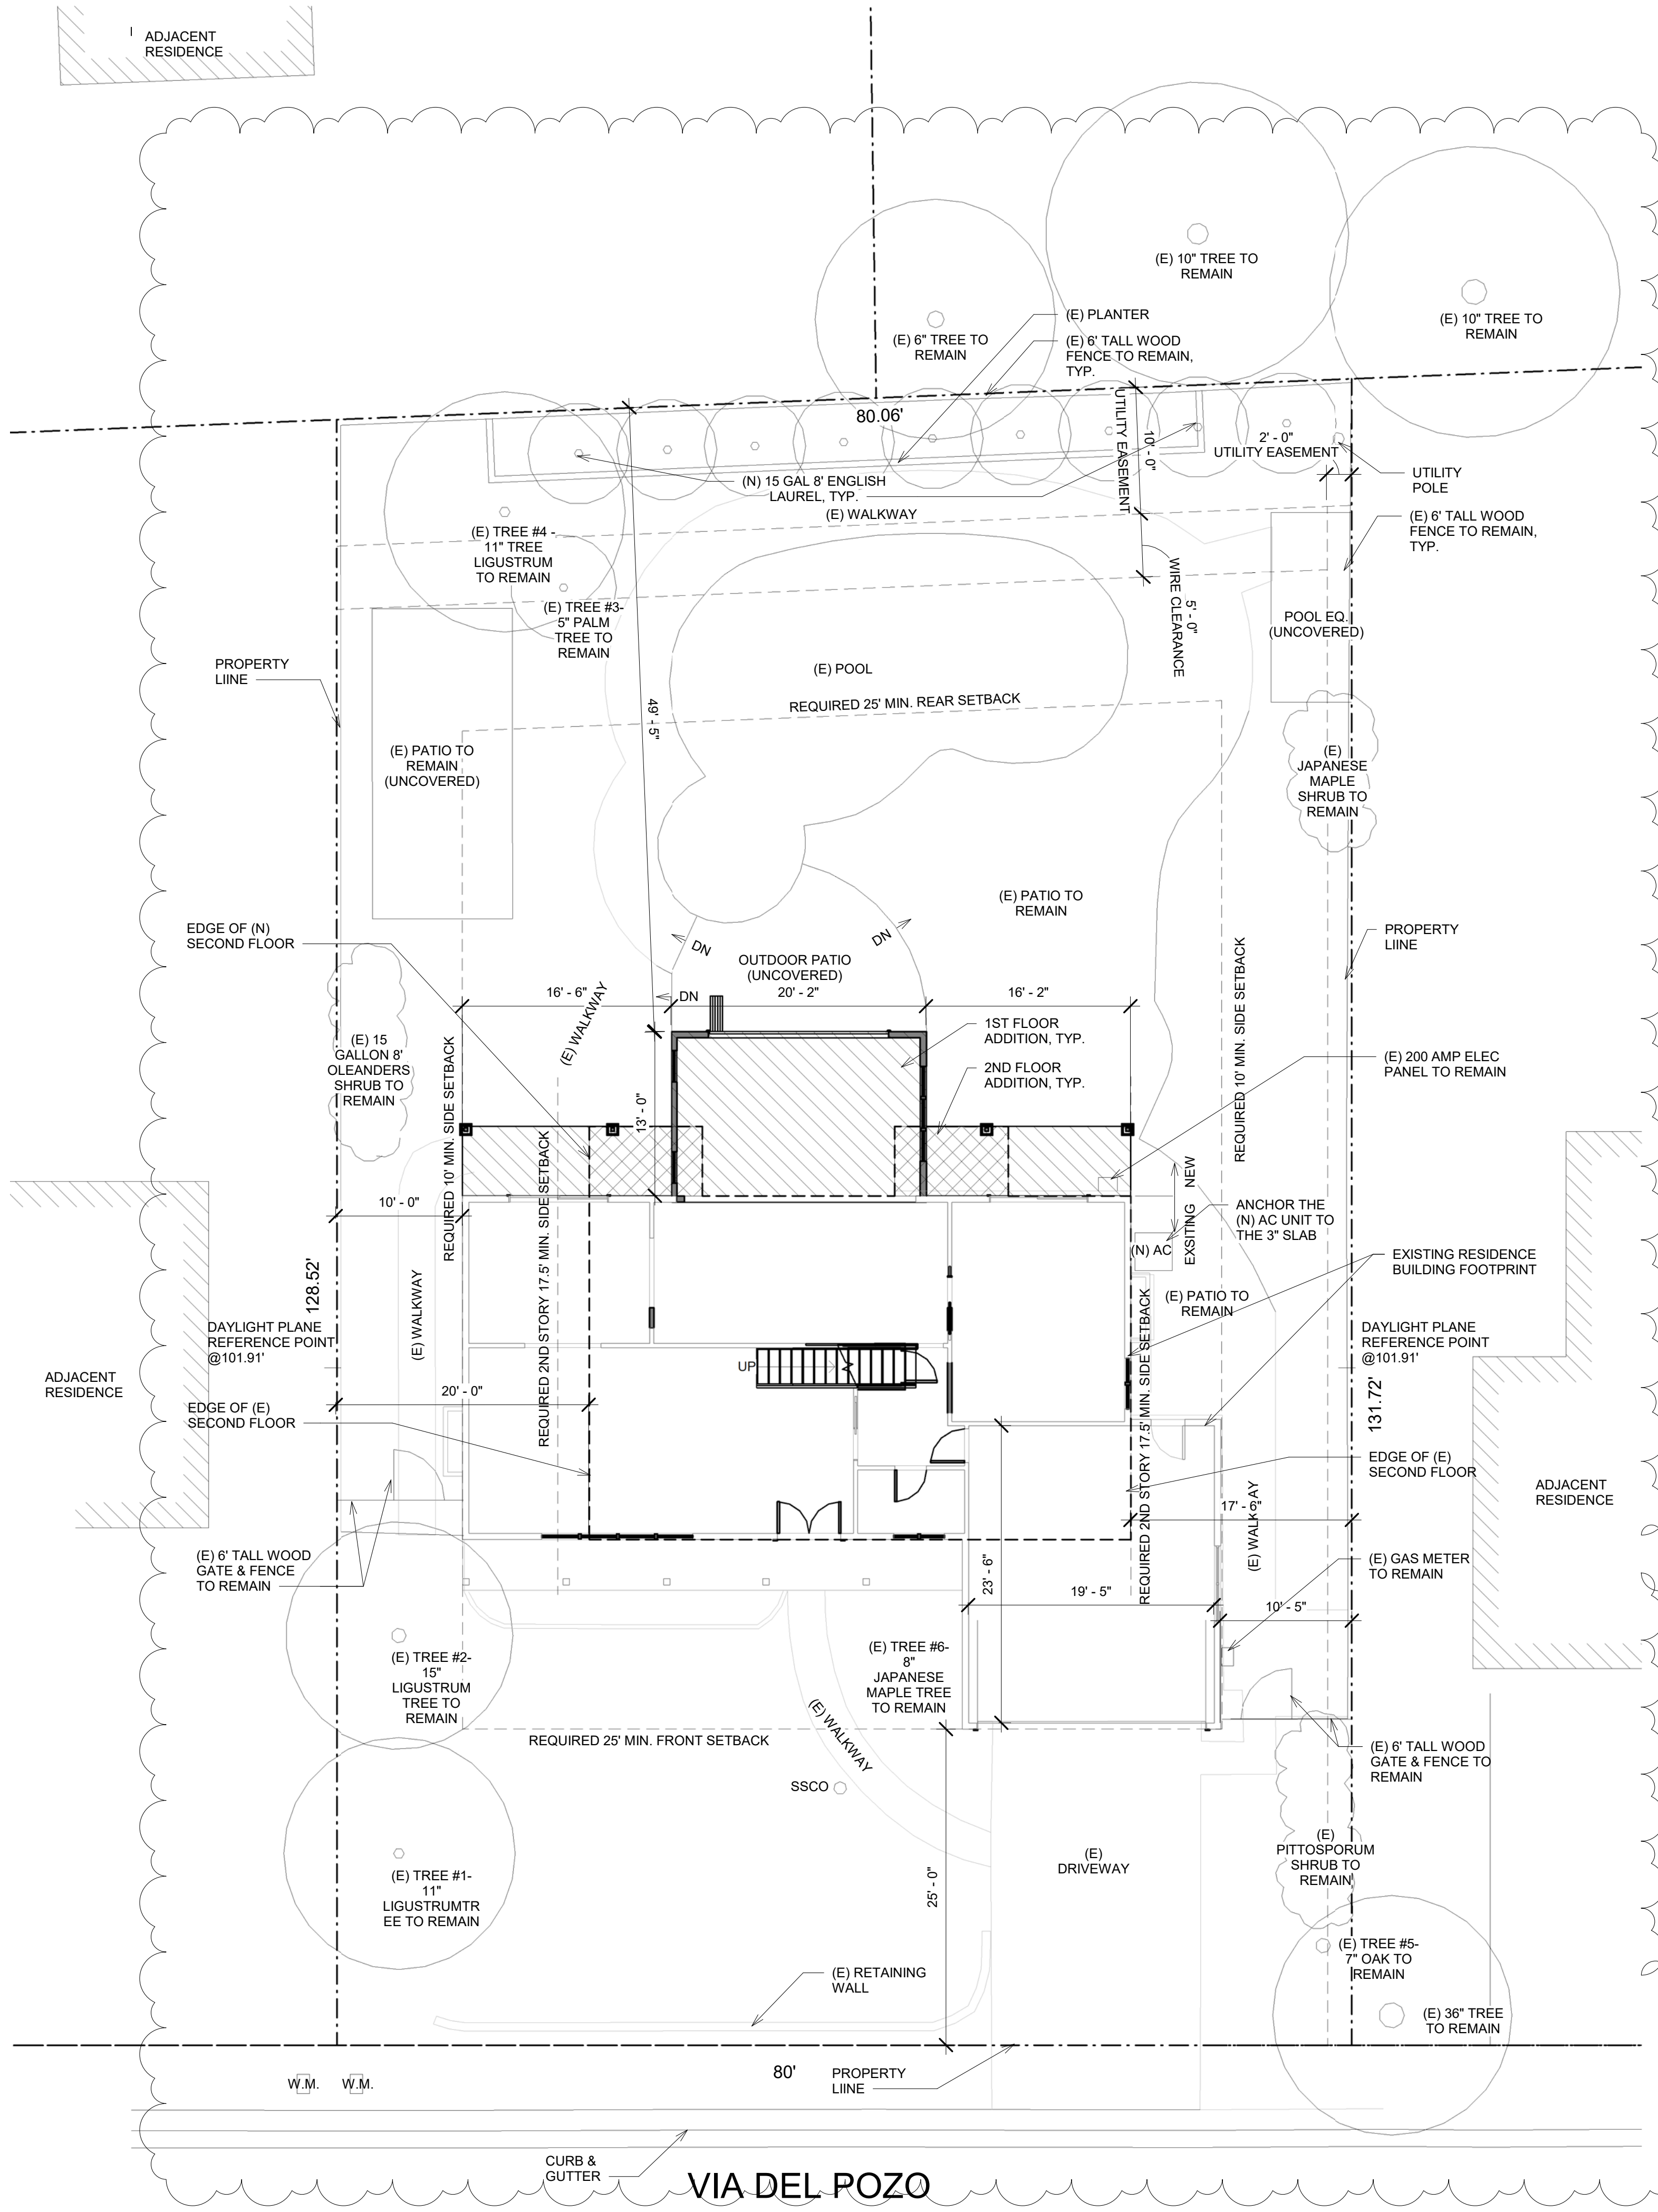 ADJACENT
RESIDENCE
(E) 10" TREE TO
REMAIN
(E) 10" TREE TO
REMAIN
(E) 6" TREE TO
REMAIN
(E) PLANTER
(E) 6' TALL WOOD
FENCE TO REMAIN,
TYP.
80.06'
UTILITY EASEMENT
10' - 0"
2' - 0"
UTILITY EASEMENT
UTILITY
POLE
(N) 15 GAL 8' ENGLISH
LAUREL, TYP.
(E) WALKWAY
(E) 6' TALL WOOD
FENCE TO REMAIN,
TYP.
(E) TREE #4 -
11" TREE
LIGUSTRUM
TO REMAIN
(E) TREE #3-
5" PALM
TREE TO
REMAIN
WIRE CLEARANCE
5' - 0"
POOL EQ.
(UNCOVERED)
PROPERTY
LIINE
(E) POOL
REQUIRED 25' MIN. REAR SETBACK
49' - 5"
(E) PATIO TO
REMAIN
(UNCOVERED)
(E)
JAPANESE
MAPLE
SHRUB TO
REMAIN
(E) PATIO TO
REMAIN
EDGE OF (N)
SECOND FLOOR
DN
DN
PROPERTY
LIINE
OUTDOOR PATIO
(UNCOVERED)
16' - 6"
DN
20' - 2"
16' - 2"
(E) WALKWAY
REQUIRED 10' MIN. SIDE SETBACK
1ST FLOOR
ADDITION, TYP.
(E) 15
GALLON 8'
OLEANDERS
SHRUB TO
REMAIN
REQUIRED 10' MIN. SIDE SETBACK
2ND FLOOR
ADDITION, TYP.
(E) 200 AMP ELEC
PANEL TO REMAIN
13' - 0"
REQUIRED 2ND STORY 17.5' MIN. SIDE SETBACK
10' - 0"
EXSITING
NEW
ANCHOR THE
(N) AC UNIT TO
THE 3" SLAB
(N) AC
EXISTING RESIDENCE
BUILDING FOOTPRINT
128.52'
(E) WALKWAY
(E) PATIO TO
REMAIN
REQUIRED 2ND STORY 17.5' MIN. SIDE SETBACK
DAYLIGHT PLANE
REFERENCE POINT
@101.91'
DAYLIGHT PLANE
REFERENCE POINT
@101.91'
ADJACENT
RESIDENCE
UP
20' - 0"
131.72'
EDGE OF (E)
SECOND FLOOR
EDGE OF (E)
SECOND FLOOR
ADJACENT
RESIDENCE
17' - 6"
(E) WALKWAY
(E) 6' TALL WOOD
GATE & FENCE
TO REMAIN
(E) GAS METER
TO REMAIN
23' - 6"
19' - 5"
10' - 5"
(E) TREE #2-
15"
LIGUSTRUM
TREE TO
REMAIN
(E) TREE #6-
8"
JAPANESE
MAPLE TREE
TO REMAIN
(E) WALKWAY
REQUIRED 25' MIN. FRONT SETBACK
(E) 6' TALL WOOD
GATE & FENCE TO
REMAIN
SSCO
(E)
DRIVEWAY
(E)
PITTOSPORUM
SHRUB TO
REMAIN
(E) TREE #1-
11"
LIGUSTRUMTR
EE TO REMAIN
25' - 0"
(E) TREE #5-
7" OAK TO
REMAIN
(E) RETAINING
WALL
(E) 36" TREE
TO REMAIN
80'
PROPERTY
LIINE
W.M.
W.M.
CURB &
GUTTER
VIA DEL POZO